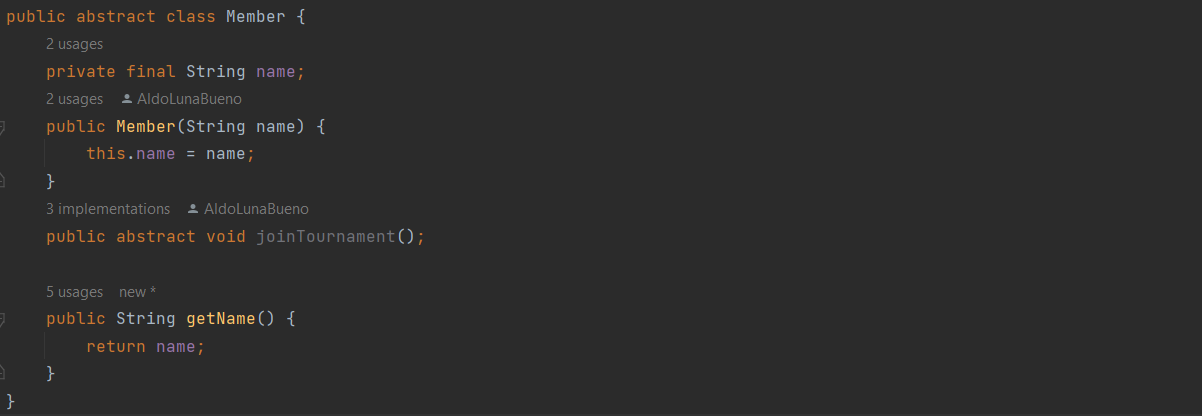 public abstract class Member {
2 usages
private final String name;
2 usages AldoLunaBueno
public Member(String name) {
this.name = name;
}
3 implementations AldoLunaBueno
public abstract void joinTournament();
5 usages new *
public String getName() {
return name;
}
}